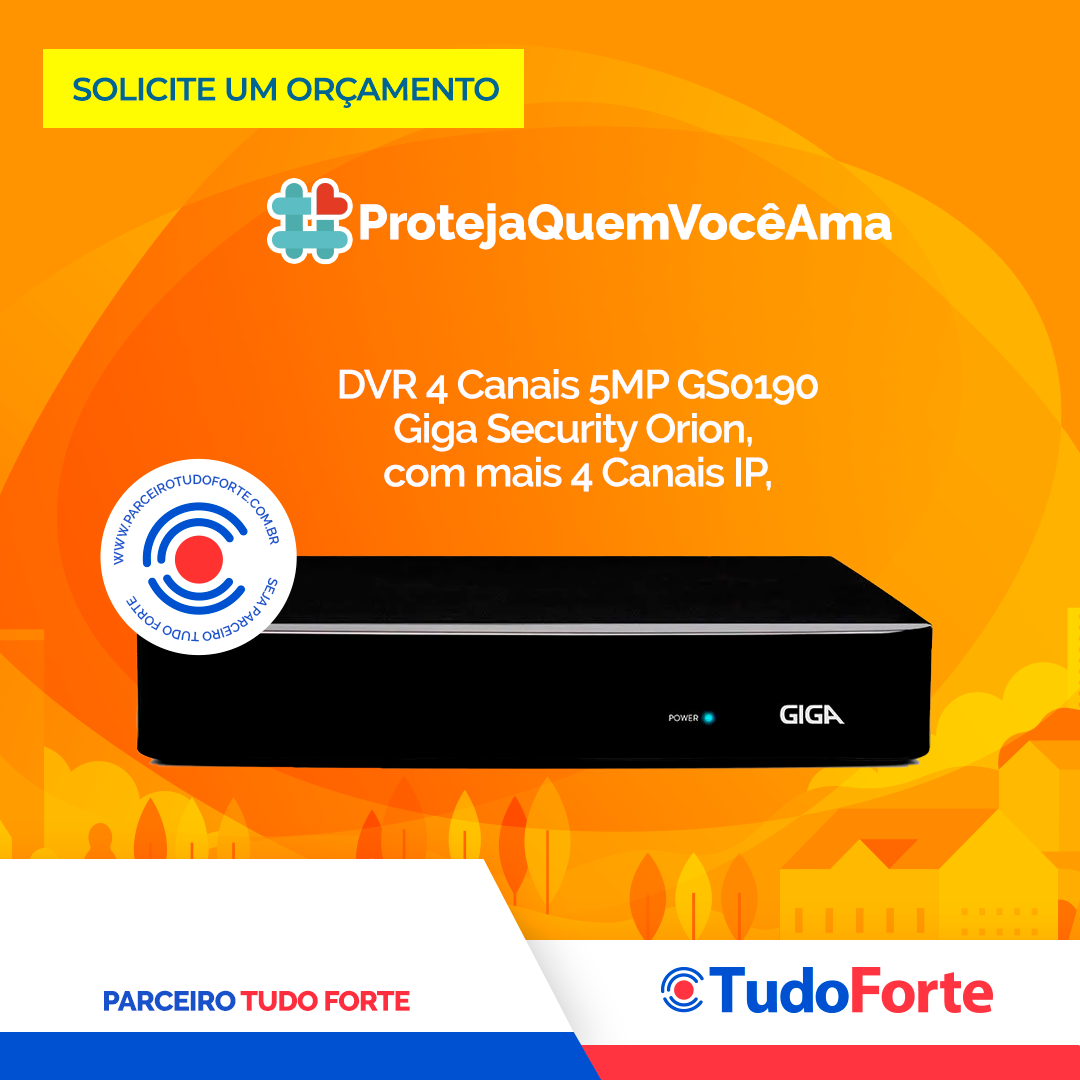 SOLICITE UM ORÇAMENTO
#ProtejaQuemVocêAma
DVR 4 Canais 5MP GS0190
Giga Security Orion,
com mais 4 Canais IP,
WWW.PARCEIROTUDOFORTE.COM.BR
SEJA PARCEIRO TUDO FORTE
POWER
GIGA
PARCEIRO TUDO FORTE
TudoForte